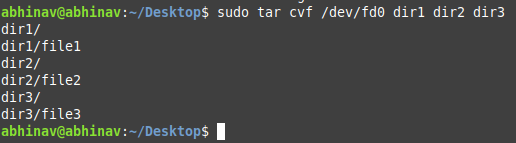 abhinav@abhinav:~/Desktop$ sudo tar cvf /dev/fd0 dir1 dir2 dir3
dir1/
dir1/file1
dir2/
dir2/file2
dir3/
dir3/file3
abhinav@abhinav:~/Desktop$